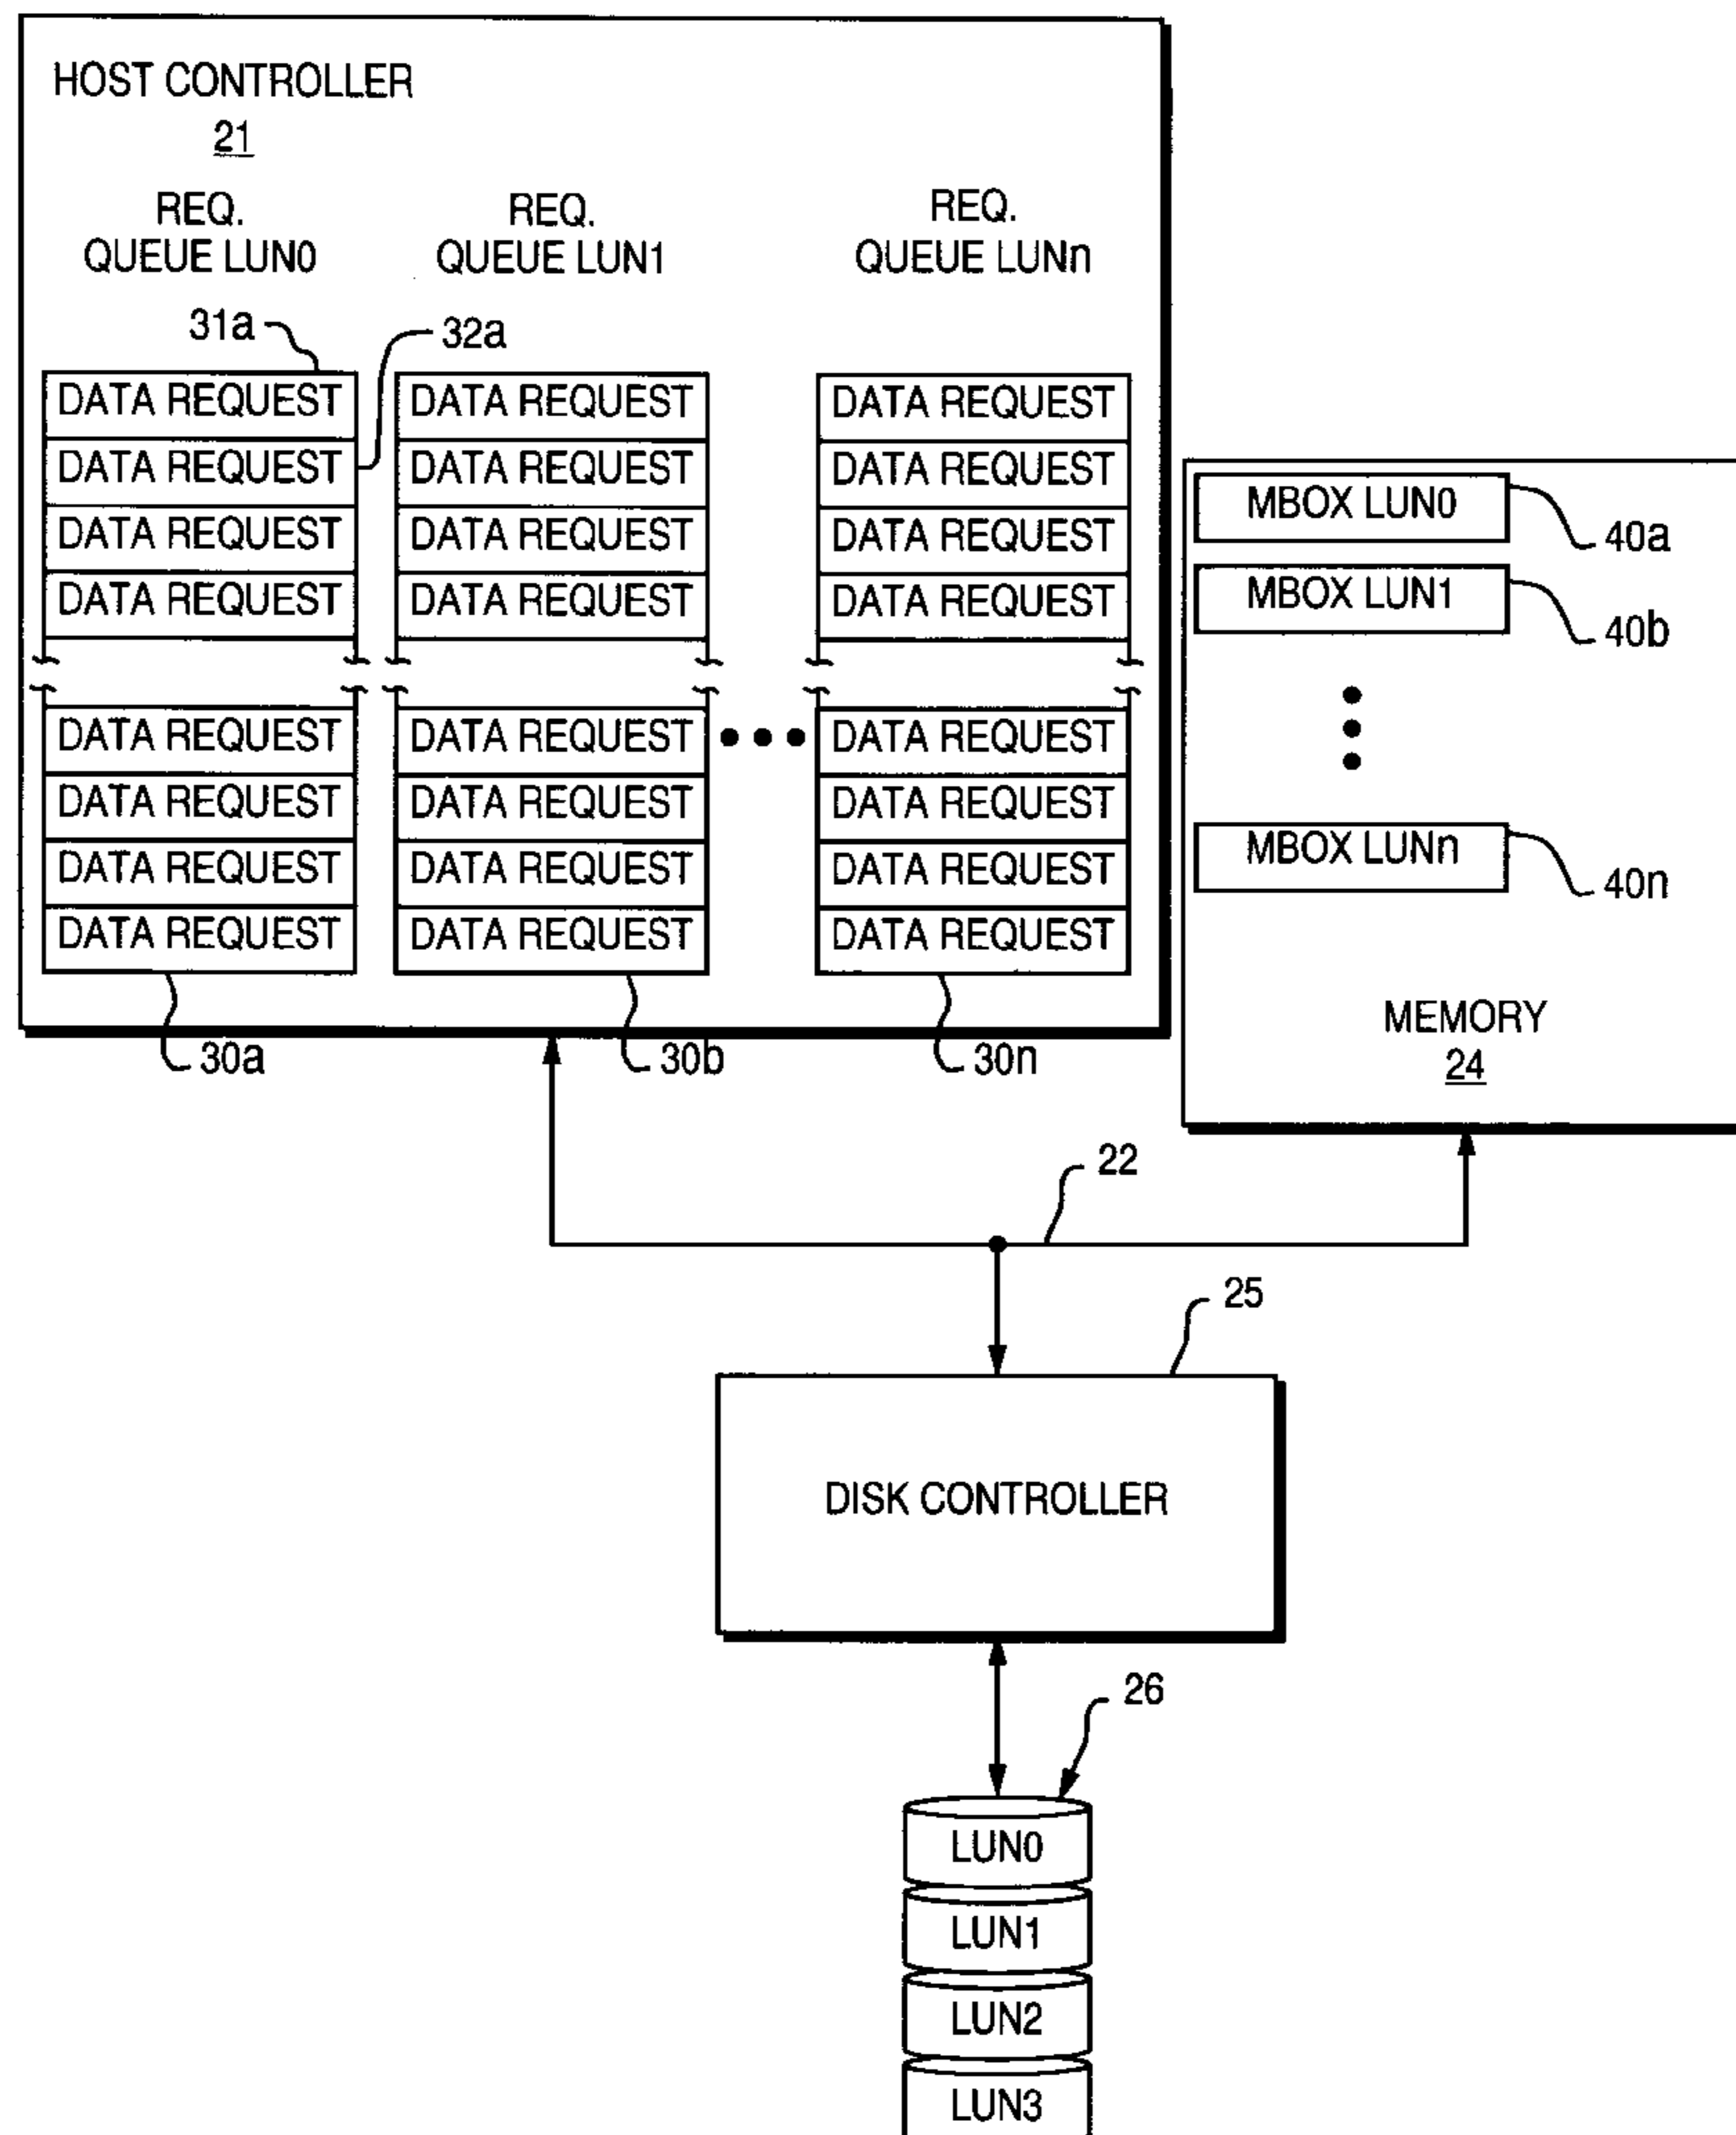 HOST CONTROLLER
21
REQ.
QUEUE LUN0
REQ.
QUEUE LUN1
REQ.
QUEUE LUNn
31a
32a
DATA REQUEST
DATA REQUEST
DATA REQUEST
DATA REQUEST
DATA REQUEST
DATA REQUEST
DATA REQUEST
DATA REQUEST
30a
DATA REQUEST
DATA REQUEST
DATA REQUEST
DATA REQUEST
DATA REQUEST
DATA REQUEST
DATA REQUEST
DATA REQUEST
30b
DATA REQUEST
DATA REQUEST
DATA REQUEST
DATA REQUEST
DATA REQUEST
DATA REQUEST
DATA REQUEST
DATA REQUEST
30n
MBOX LUN0
40a
MBOX LUN1
40b
MBOX LUNn
40n
MEMORY
24
22
25
DISK CONTROLLER
26
LUN0
LUN1
LUN2
LUN3